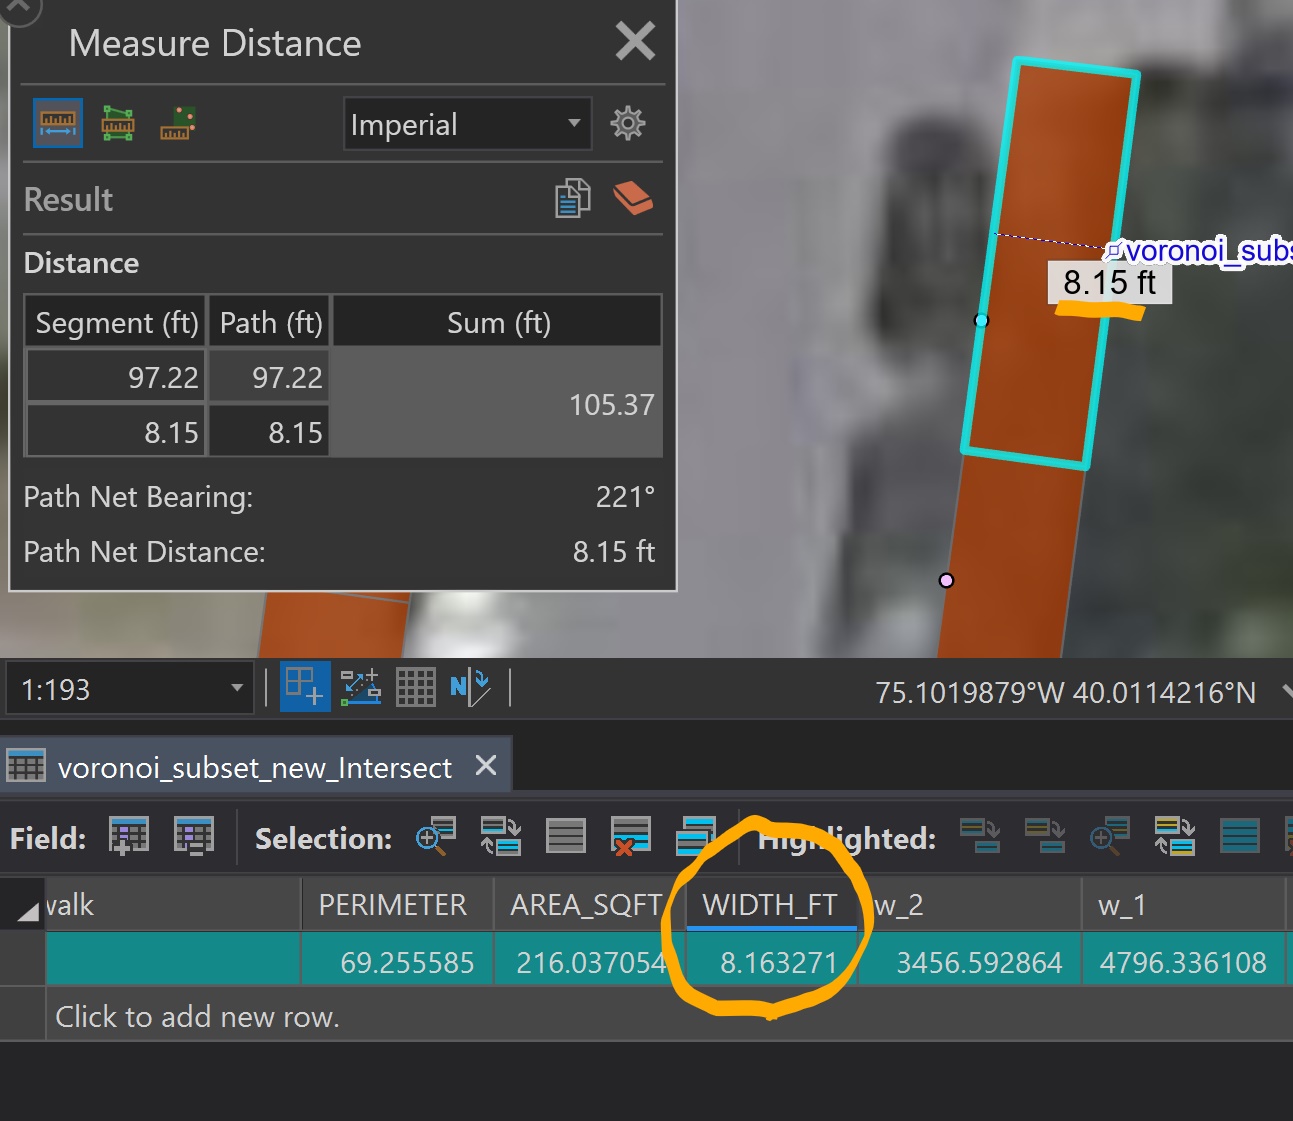 Measure Distance
Imperial
Result
Distance
Segment (ft) Path (ft) Sum (ft)
97.22 97.22
105.37
8.15 8.15
Path Net Bearing: 221°
Path Net Distance: 8.15 ft
voronoi_subs
8.15 ft
1:193
N
75.1019879°W 40.0114216°N
voronoi_subset_new_Intersect
Field: Selection: Highlighted:
valk PERIMETER AREA_SQFT WIDTH_FT w_2 w_1
69.255585 216.037054 8.163271 3456.592864 4796.336108
Click to add new row.